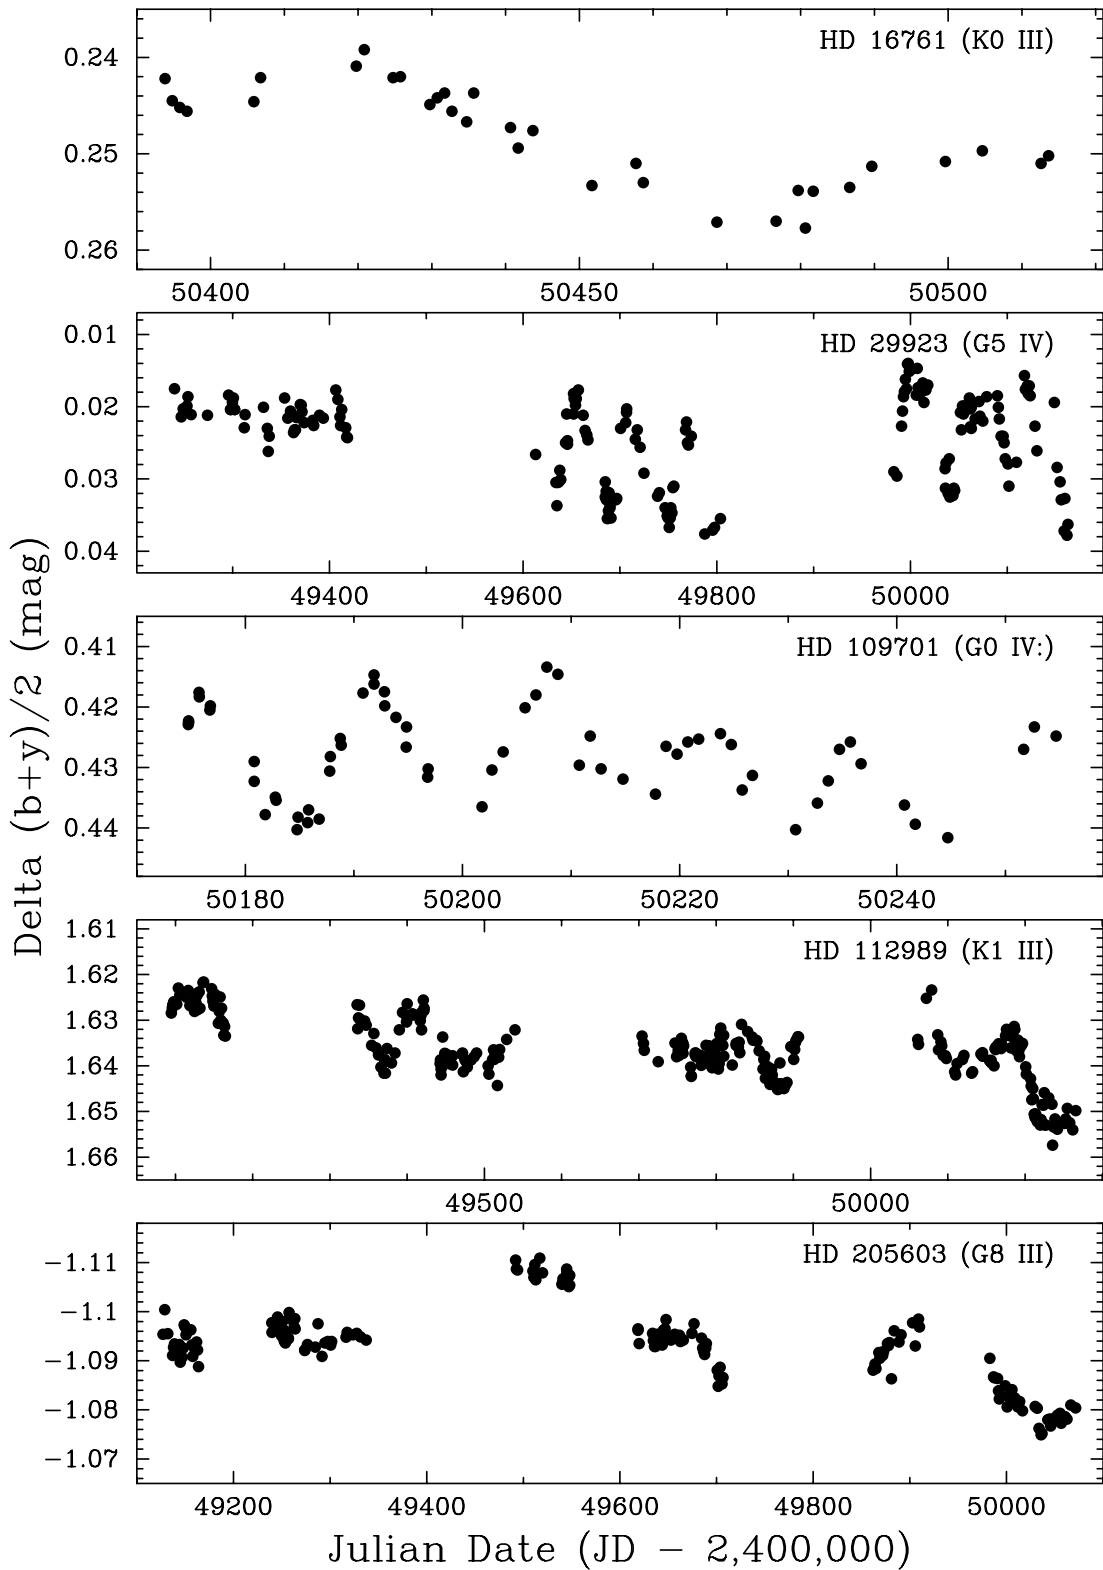 HD 16761 (K0 III)
0.24
0.25
0.26
50400 50450 50500
HD 29923 (G5 IV)
0.01
0.02
0.03
0.04
49400 49600 49800 50000
HD 109701 (G0 IV:)
0.41
0.42
0.43
0.44
50180 50200 50220 50240
HD 112989 (K1 III)
1.61
1.62
1.63
1.64
1.65
1.66
49500 50000
HD 205603 (G8 III)
−1.11
−1.1
−1.09
−1.08
−1.07
49200 49400 49600 49800 50000
Delta (b+y)/2 (mag)
Julian Date (JD − 2,400,000)